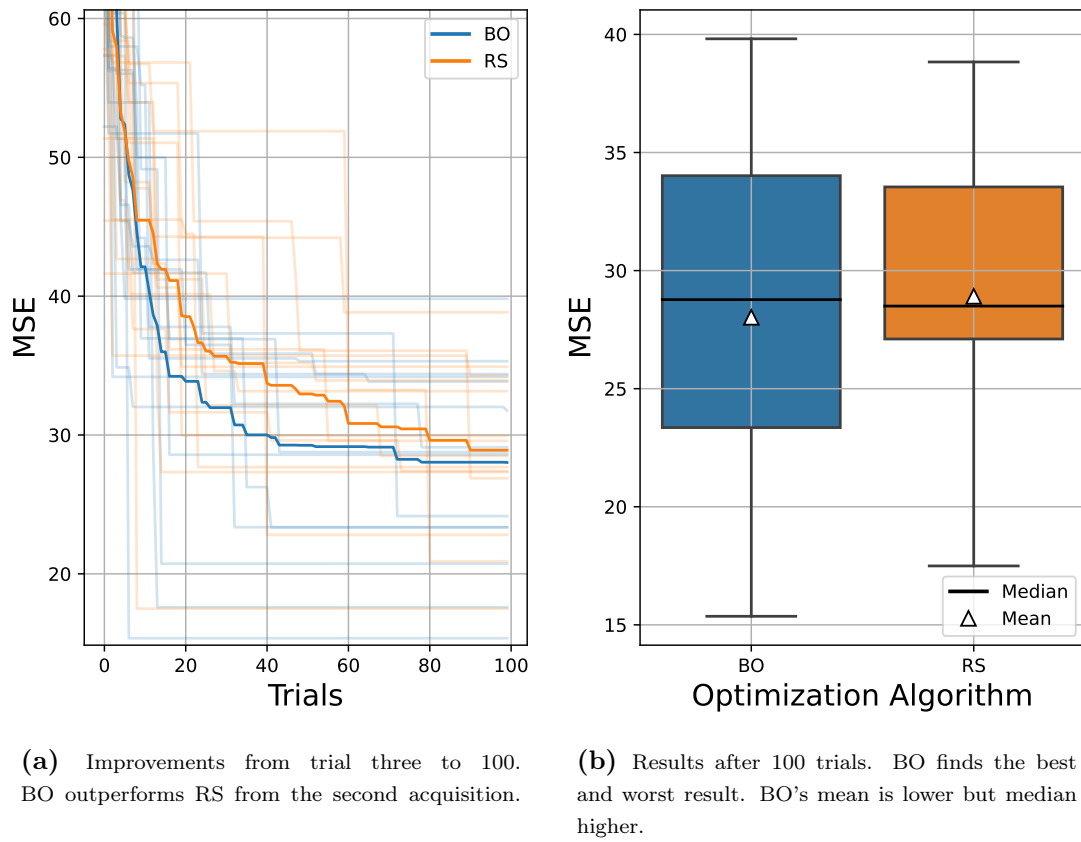 60
50
40
30
20
MSE
BO
RS
0
20
40
60
80
100
Trials
40
35
30
25
20
15
MSE
Median
Mean
BO
RS
Optimization Algorithm
(a) Improvements from trial three to 100.
BO outperforms RS from the second acquisition.
(b) Results after 100 trials. BO finds the best
and worst result. BO's mean is lower but median
higher.